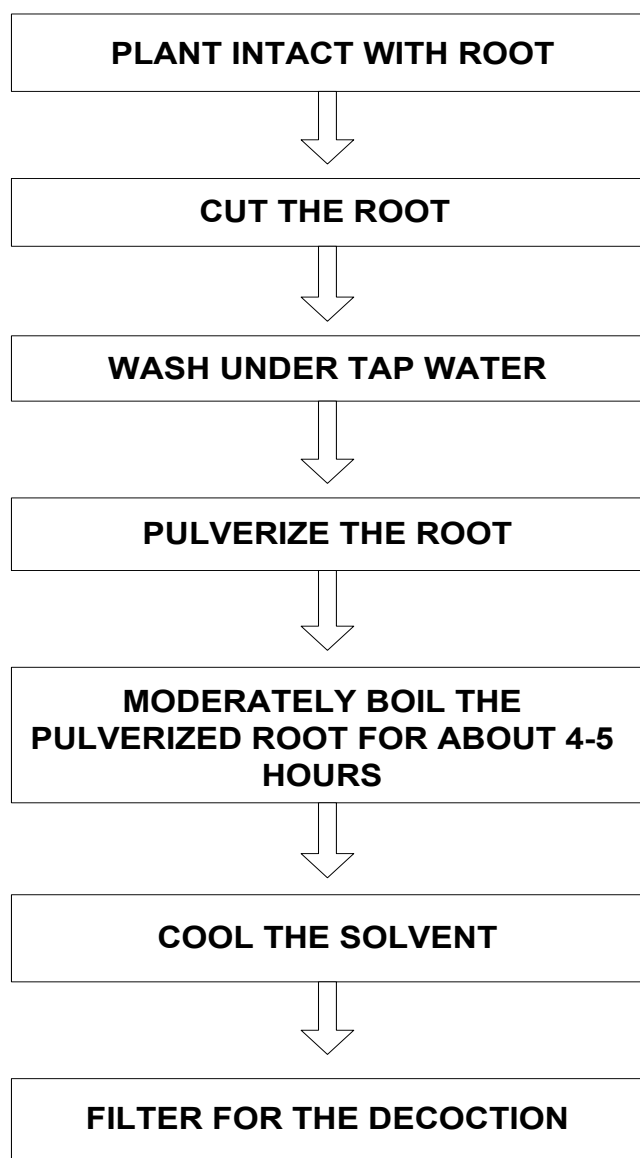 PLANT INTACT WITH ROOT
CUT THE ROOT
WASH UNDER TAP WATER
PULVERIZE THE ROOT
MODERATELY BOIL THE
PULVERIZED ROOT FOR ABOUT 4-5
HOURS
COOL THE SOLVENT
FILTER FOR THE DECOCTION